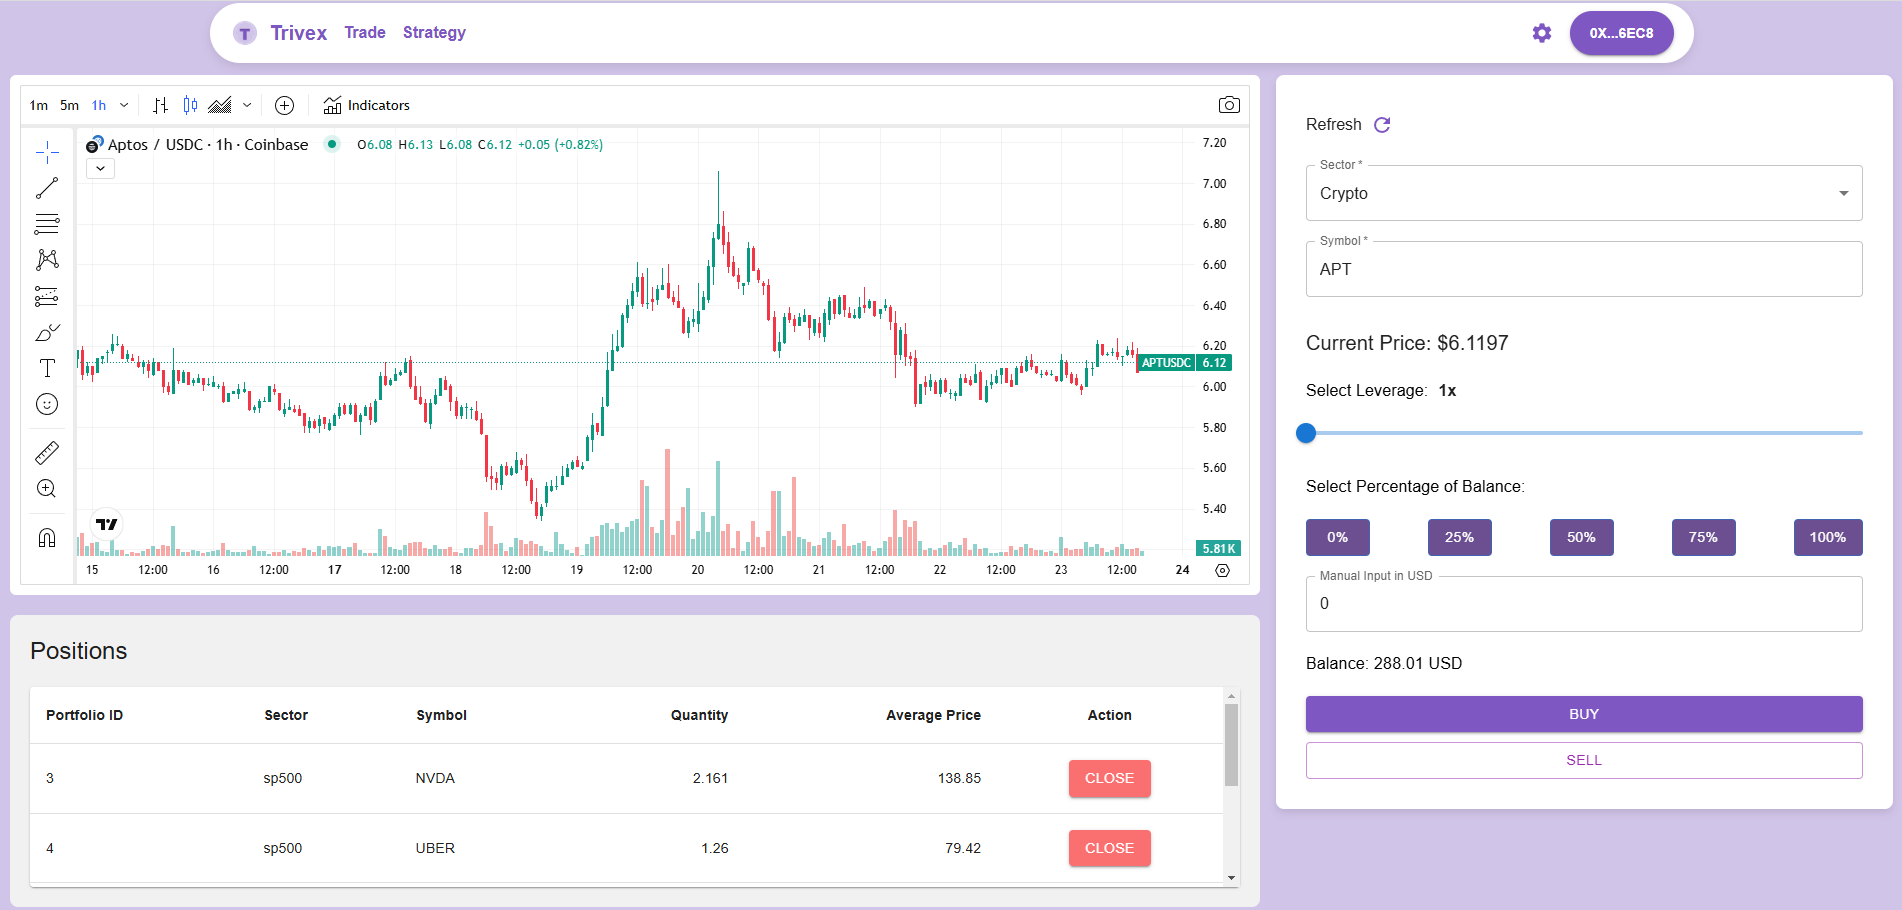 T Trivex Trade Strategy 0X...6EC8
1m 5m 1h Indicators
Aptos / USDC · 1h · Coinbase O6.08 H6.13 L6.08 C6.12 +0.05 (+0.82%)
7.20
7.00
6.80
6.60
6.40
6.20
APTUSDC 6.12
6.00
5.80
5.60
5.40
5.81K
15 12:00 16 12:00 17 12:00 18 12:00 19 12:00 20 12:00 21 12:00 22 12:00 23 12:00 24
Refresh
Sector *
Crypto
Symbol *
APT
Current Price: $6.1197
Select Leverage: 1x
Select Percentage of Balance:
0% 25% 50% 75% 100%
Manual Input in USD
0
Balance: 288.01 USD
BUY
SELL
Positions
Portfolio ID Sector Symbol Quantity Average Price Action
3 sp500 NVDA 2.161 138.85 CLOSE
4 sp500 UBER 1.26 79.42 CLOSE